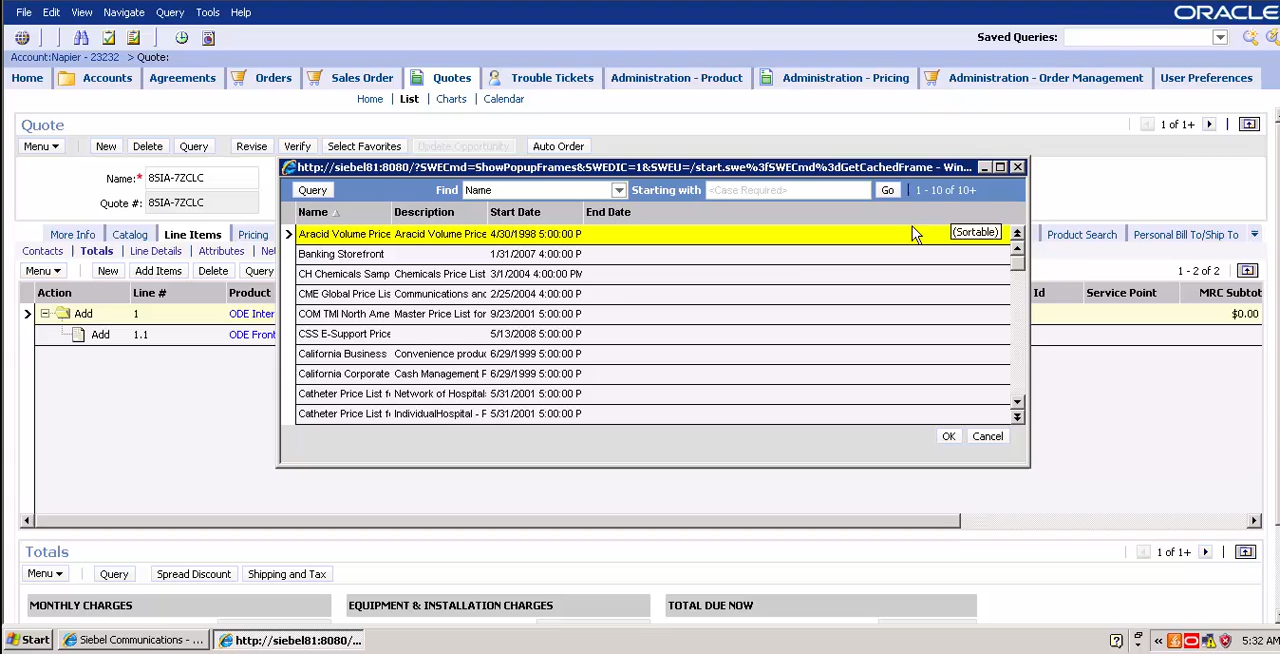 File Edit View Navigate Query Tools Help
ORACLE
Saved Queries:
Account:Napier - 23232 > Quote:
Home Accounts Agreements Orders Sales Order Quotes Trouble Tickets Administration - Product Administration - Pricing Administration - Order Management User Preferences
Home List Charts Calendar
Quote
1 of 1+
Menu New Delete Query Revise Verify Select Favorites Update Opportunity Auto Order
http://siebel81:8080/?SWECmd=ShowPopupFrames&SWEDIC=1&SWEU=/start.swe%3fSWECmd%3dGetCachedFrame - Win...
Name:* 8SIA-7ZCLC
Quote #: 8SIA-7ZCLC
Query Find Name Starting with <Case Required> Go 1 - 10 of 10+
Name Description Start Date End Date
Aracid Volume Price Aracid Volume Price 4/30/1998 5:00:00 P
(Sortable)
Banking Storefront 1/31/2007 4:00:00 P
CH Chemicals Samp Chemicals Price List 3/1/2004 4:00:00 PM
CME Global Price Lis Communications and 2/25/2004 4:00:00 P
COM TMI North Ame Master Price List for 9/23/2001 5:00:00 P
CSS E-Support Price 5/13/2008 5:00:00 P
California Business Convenience produc 6/29/1999 5:00:00 P
California Corporate Cash Management F 6/29/1999 5:00:00 P
Catheter Price List f Network of Hospital 5/31/2001 5:00:00 P
Catheter Price List f IndividualHospital - F 5/31/2001 5:00:00 P
OK Cancel
More Info Catalog Line Items Pricing Product Search Personal Bill To/Ship To
Contacts Totals Line Details Attributes Net
Menu New Add Items Delete Query 1 - 2 of 2
Action Line # Product Id Service Point MRC Subtot
Add 1 ODE Inter $0.00
Add 1.1 ODE Front
Totals
1 of 1+
Menu Query Spread Discount Shipping and Tax
MONTHLY CHARGES EQUIPMENT & INSTALLATION CHARGES TOTAL DUE NOW
Start Siebel Communications - ... http://siebel81:8080/... 5:32 AM